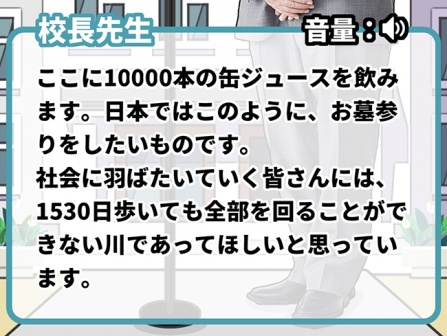 校長先生
音量：
ここに10000本の缶ジュースを飲み
ます。日本ではこのように、お墓参
りをしたいものです。
社会に羽ばたいていく皆さんには、
1530日歩いても全部を回ることがで
きない川であってほしいと思ってい
ます。